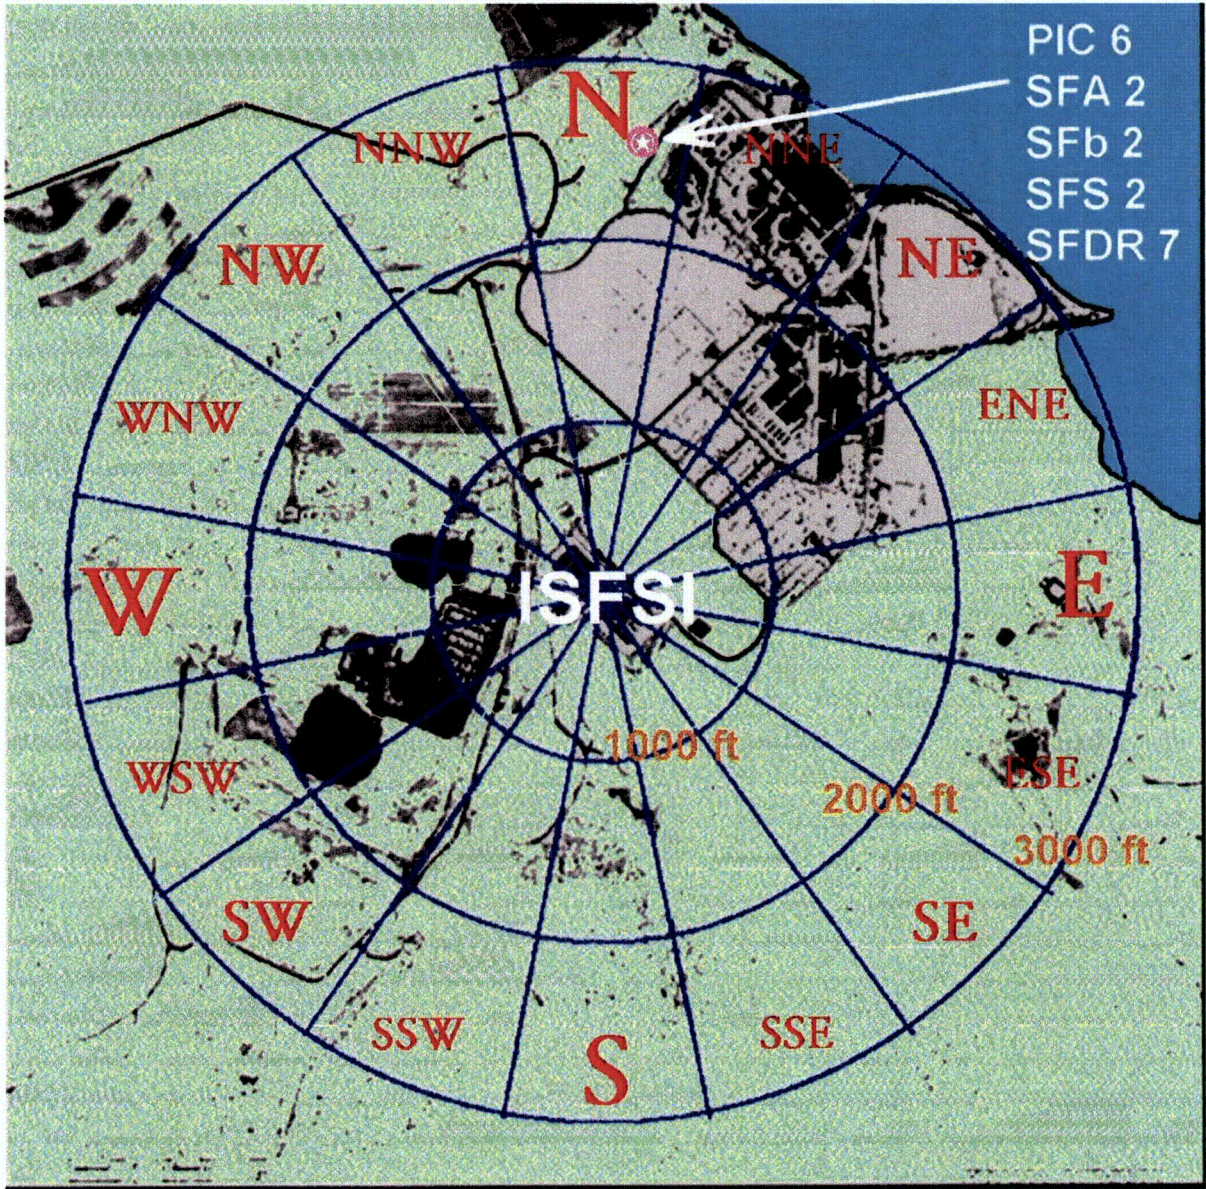 PIC 6
SFA 2
SFb 2
SFS 2
SFDR 7
N
NNW
NNE
NW
NE
WNW
ENE
W
ISFSI
E
1000 ft
WSW
ESE
2000 ft
3000 ft
SW
SE
SSW
SSE
S